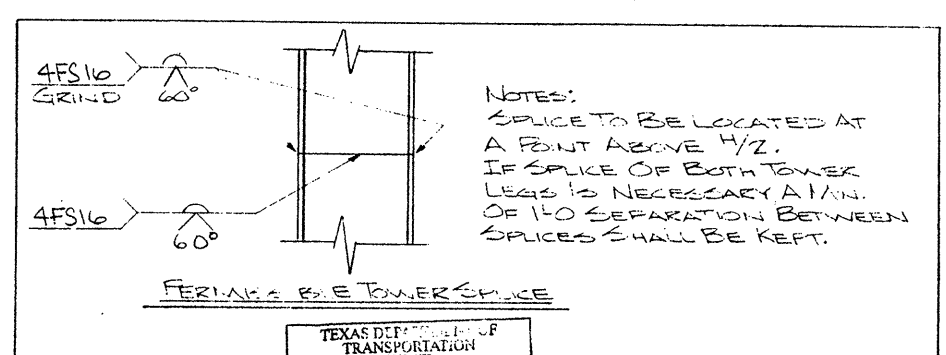 4FS16
GRIND
60°
4FS16
60°
NOTES:
SPLICE TO BE LOCATED AT
A POINT ABOVE H/2.
IF SPLICE OF BOTH TOWER
LEGS IS NECESSARY A MIN.
OF 1'-0 SEPARATION BETWEEN
SPLICES SHALL BE KEPT.
TOWER SPLICE
TEXAS OF
TRANSPORTATION